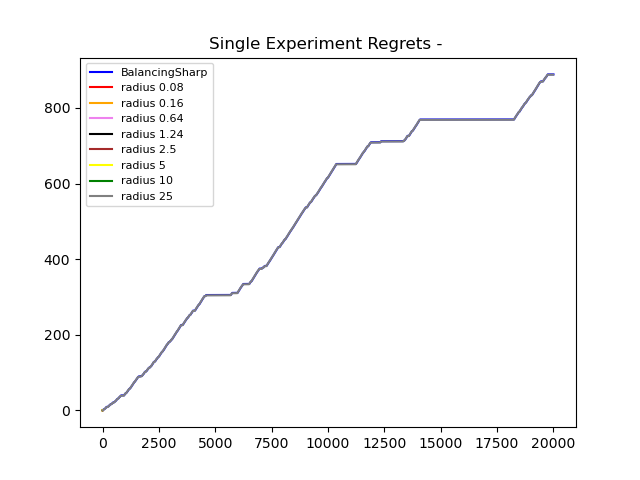 Single Experiment Regrets -
BalancingSharp
radius 0.08
radius 0.16
radius 0.64
radius 1.24
radius 2.5
radius 5
radius 10
radius 25
800
600
400
200
0
0 2500 5000 7500 10000 12500 15000 17500 20000